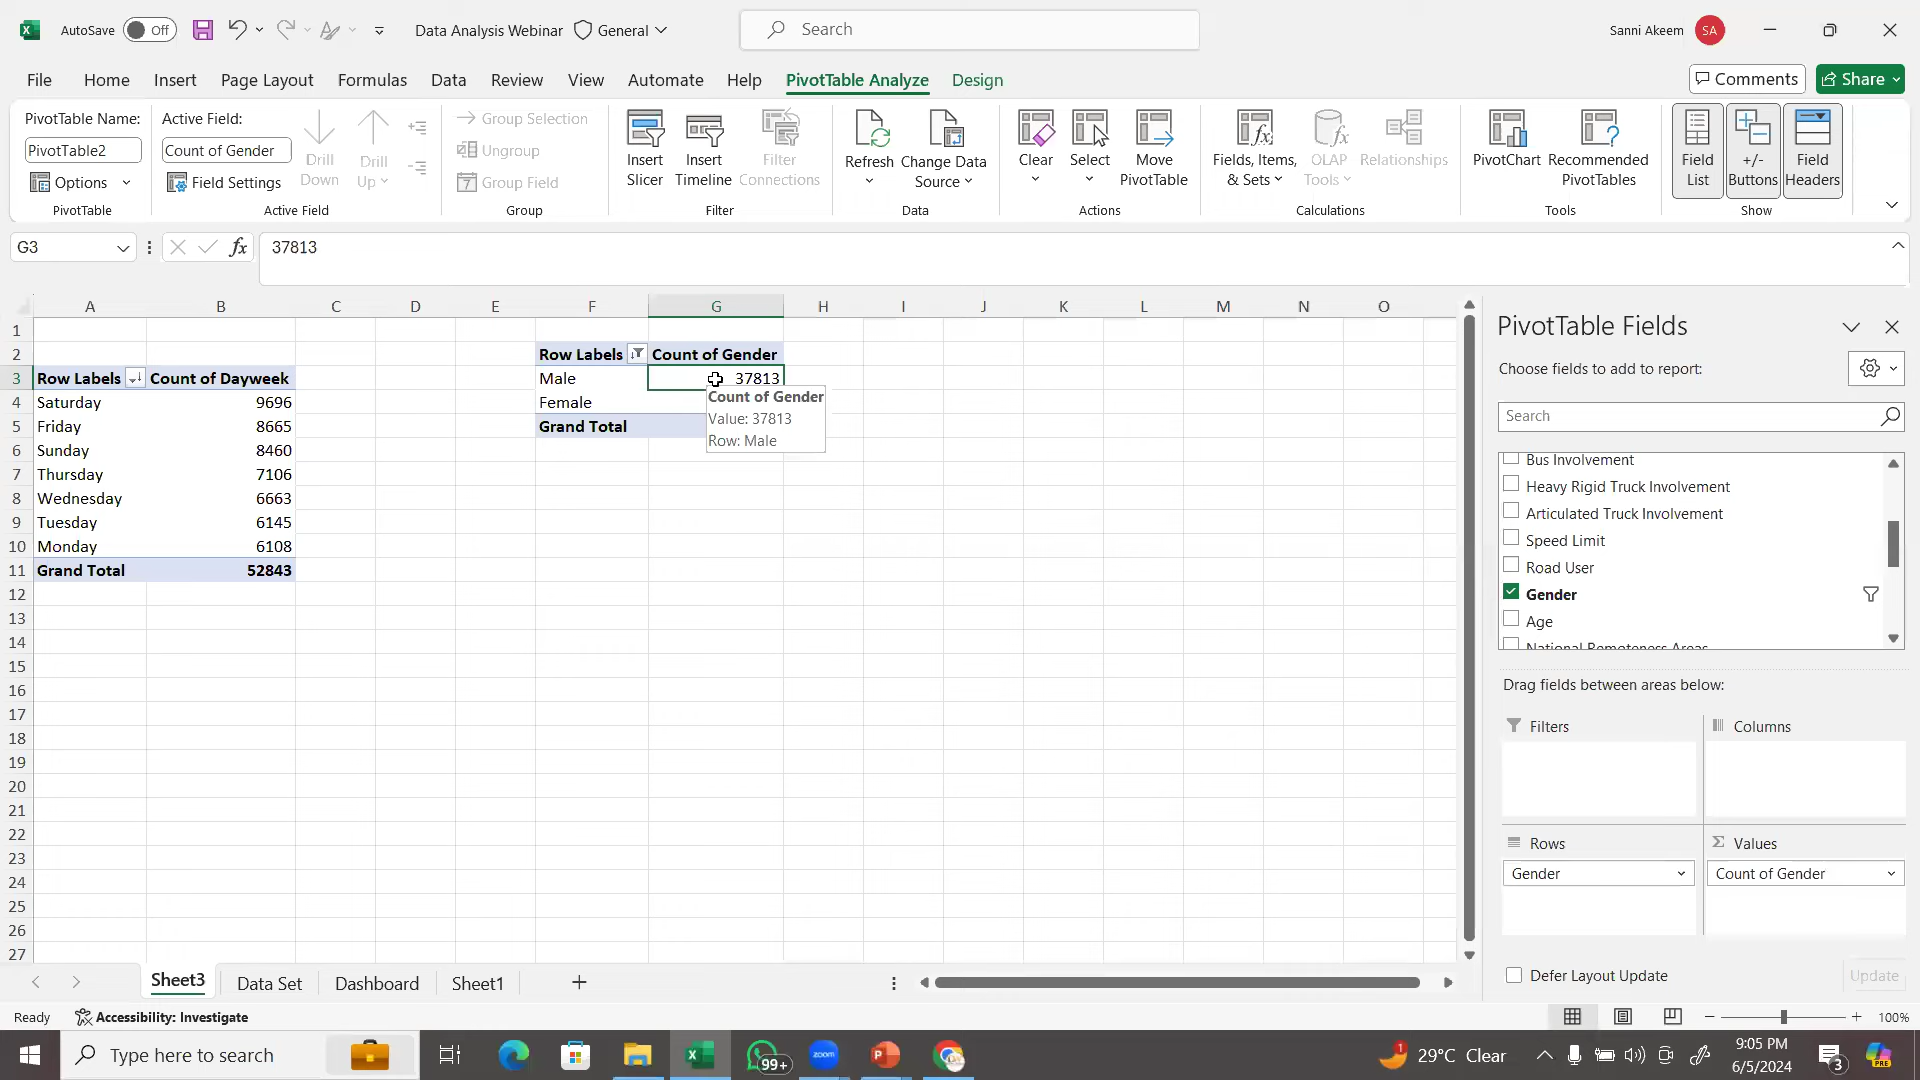 AutoSave Off Data Analysis Webinar General Search Sanni Akeem SA
File Home Insert Page Layout Formulas Data Review View Automate Help PivotTable Analyze Design Comments Share
PivotTable Name:
PivotTable2
Options
PivotTable
Active Field:
Count of Gender
Field Settings
Drill Down
Drill Up
Active Field
Group Selection
Ungroup
Group Field
Group
Insert Slicer
Insert Timeline
Filter Connections
Filter
Refresh
Change Data Source
Data
Clear
Select
Move PivotTable
Actions
Fields, Items, & Sets
OLAP Tools
Relationships
Calculations
PivotChart
Recommended PivotTables
Tools
Field List
+/- Buttons
Field Headers
Show
G3 fx 37813
A B C D E F G H I J K L M N O
1
2 Row Labels Count of Gender
3 Row Labels Count of Dayweek Male 37813
4 Saturday 9696 Female
5 Friday 8665 Grand Total
6 Sunday 8460
7 Thursday 7106
8 Wednesday 6663
9 Tuesday 6145
10 Monday 6108
11 Grand Total 52843
12
13
14
15
16
17
18
19
20
21
22
23
24
25
26
27
Count of Gender
Value: 37813
Row: Male
PivotTable Fields
Choose fields to add to report:
Search
Bus Involvement
Heavy Rigid Truck Involvement
Articulated Truck Involvement
Speed Limit
Road User
Gender
Age
National Remoteness Areas
Drag fields between areas below:
Filters Columns
Rows Σ Values
Gender Count of Gender
Defer Layout Update Update
Sheet3 Data Set Dashboard Sheet1
Ready Accessibility: Investigate 100%
Type here to search 99+ zoom 1 29°C Clear 9:05 PM
6/5/2024 3 PRE